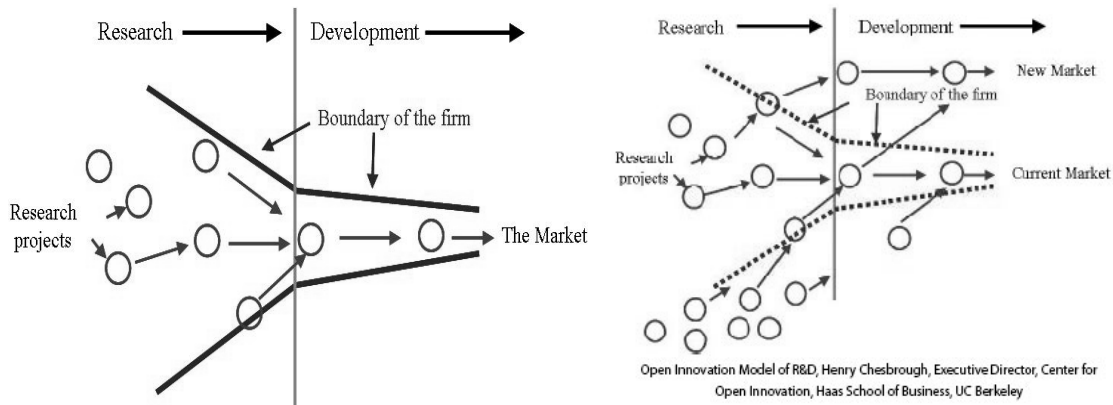 Research
Development
Boundary of the firm
Research
projects
The Market
Research
Development
New Market
Boundary of the firm
Research
projects
Current Market
Open Innovation Model of R&D, Henry Chesbrough, Executive Director, Center for
Open Innovation, Haas School of Business, UC Berkeley